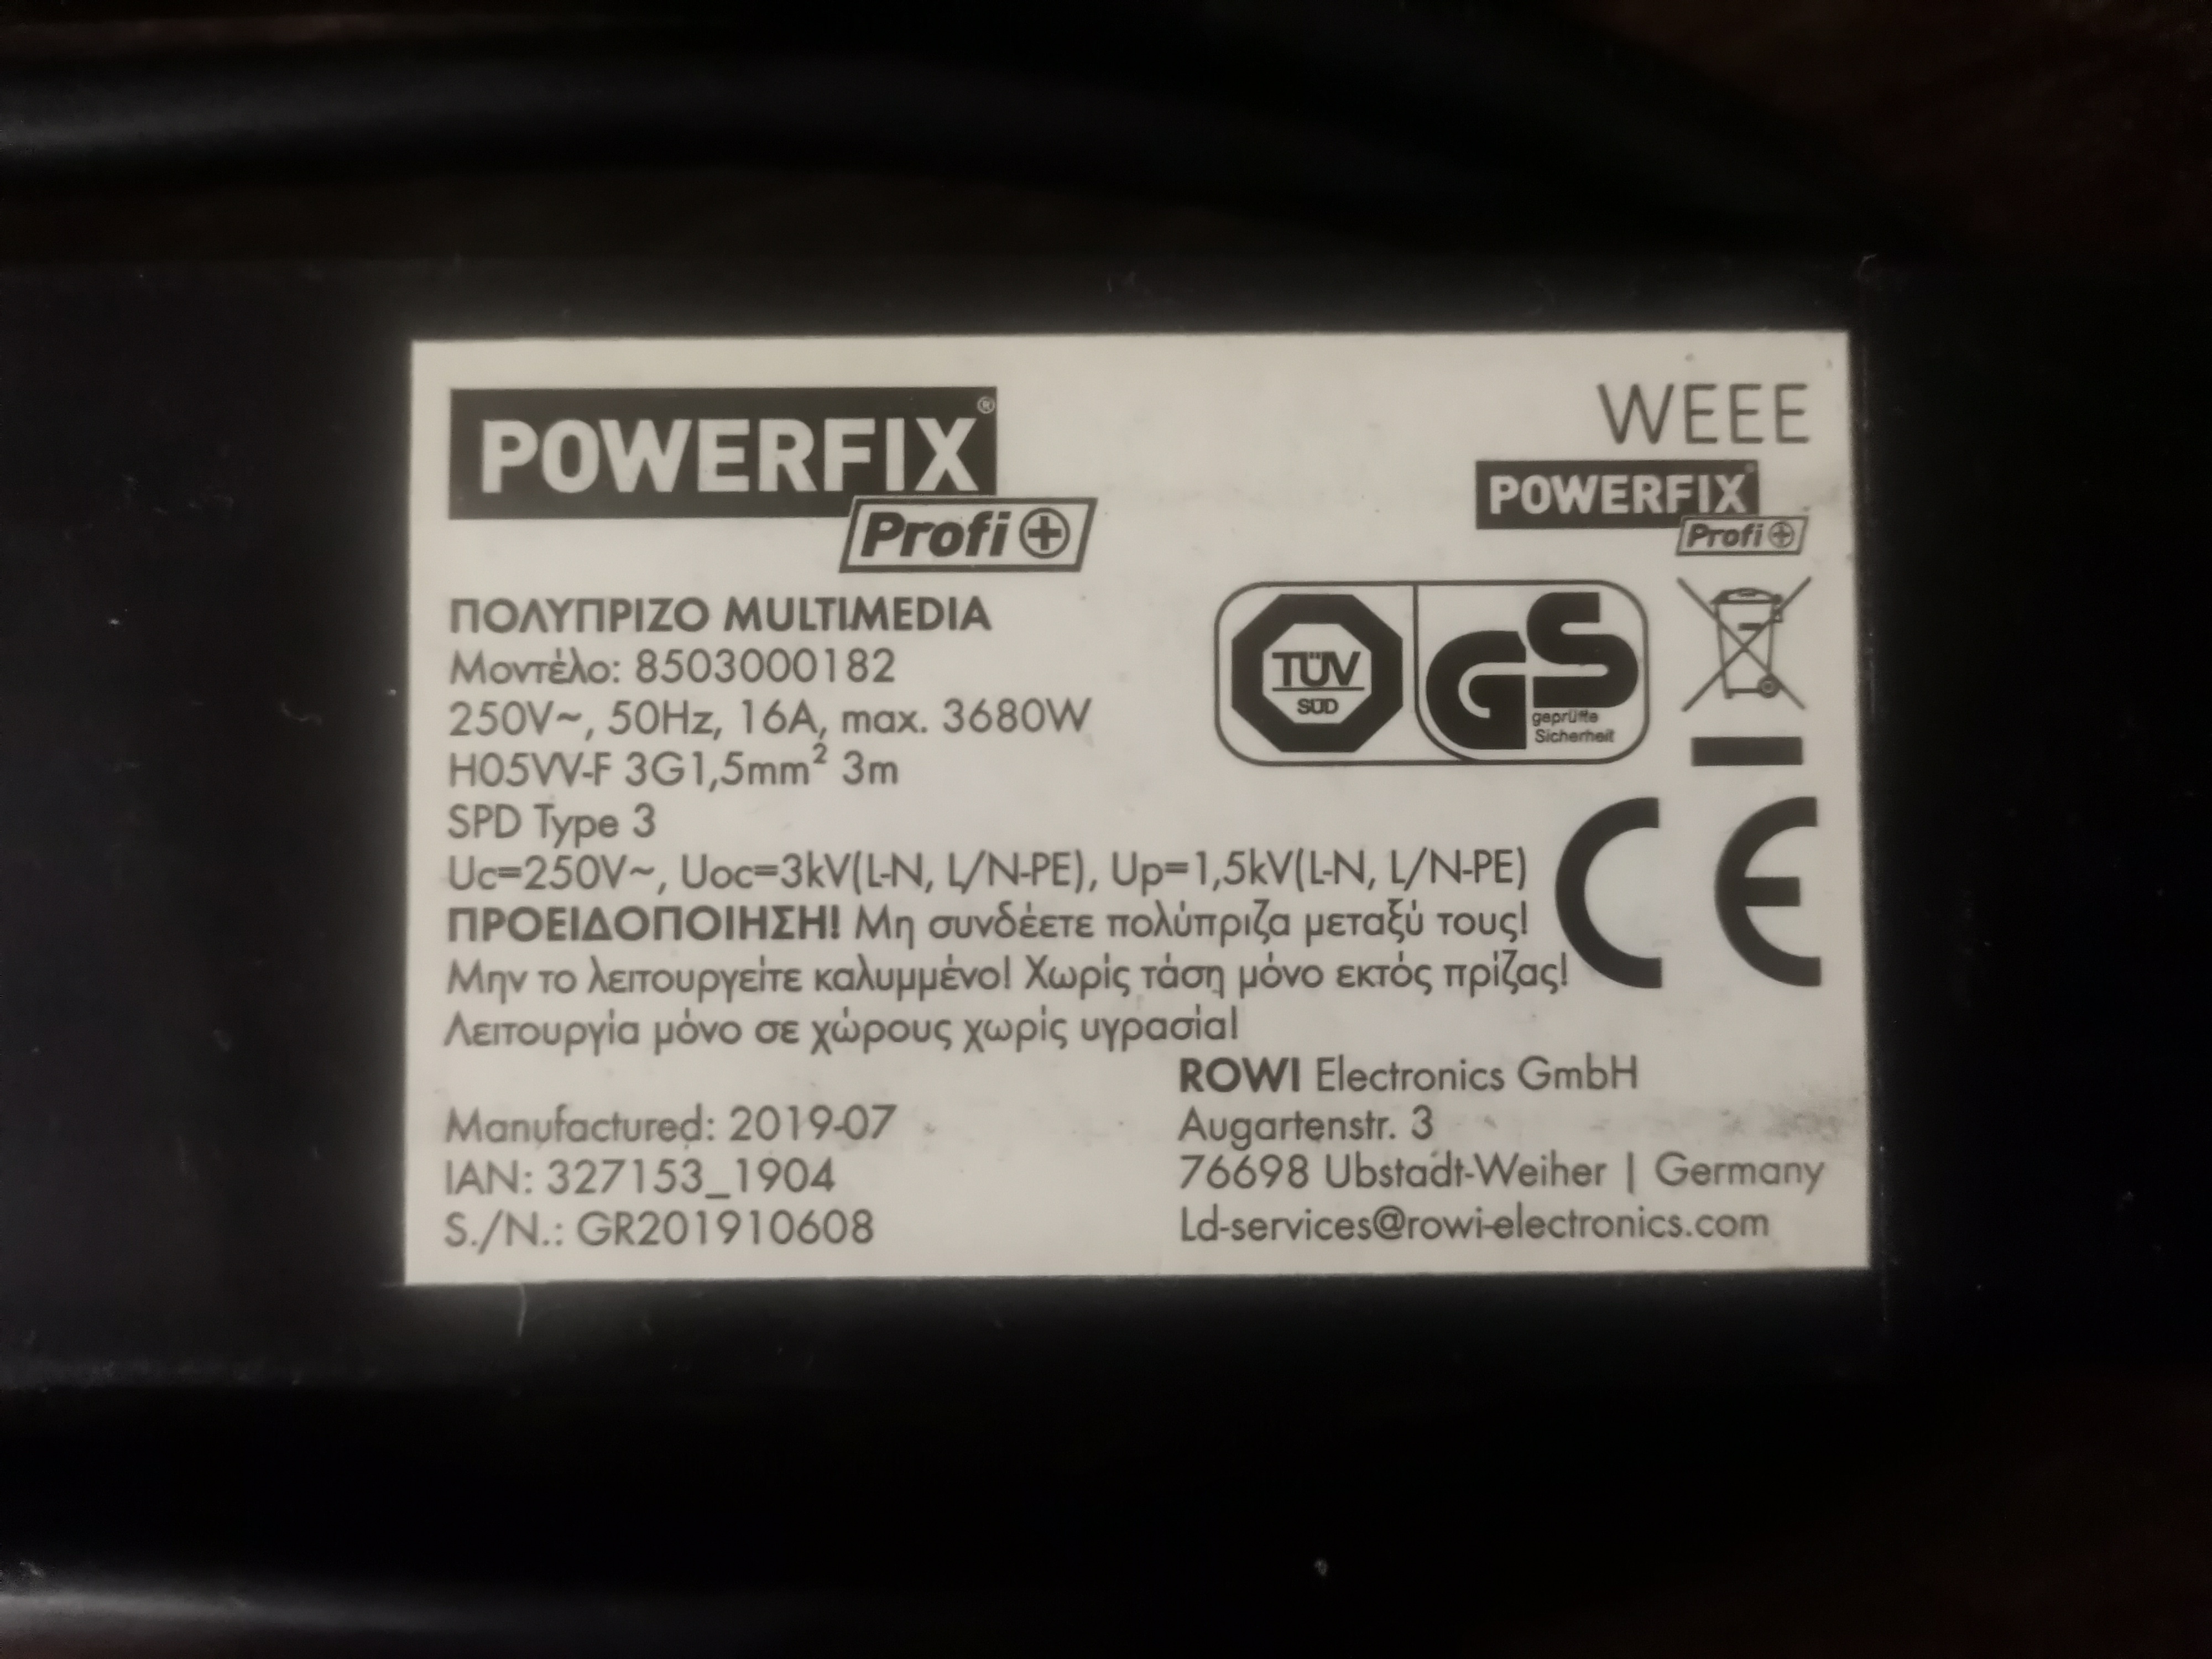 POWERFIX®
Profi+
WEEE
POWERFIX®
Profi+
ΠΟΛΥΠΡΙΖΟ MULTIMEDIA
Μοντέλο: 8503000182
250V~, 50Hz, 16A, max. 3680W
H05VV-F 3G1,5mm² 3m
SPD Type 3
Uc=250V~, Uoc=3kV(L-N, L/N-PE), Up=1,5kV(L-N, L/N-PE)
ΠΡΟΕΙΔΟΠΟΙΗΣΗ! Μη συνδέετε πολύπριζα μεταξύ τους!
Μην το λειτουργείτε καλυμμένο! Χωρίς τάση μόνο εκτός πρίζας!
Λειτουργία μόνο σε χώρους χωρίς υγρασία!
TÜV
SÜD
GS
geprüfte
Sicherheit
CE
Manufactured: 2019-07
IAN: 327153_1904
S./N.: GR201910608
ROWI Electronics GmbH
Augartenstr. 3
76698 Ubstadt-Weiher | Germany
Ld-services@rowi-electronics.com